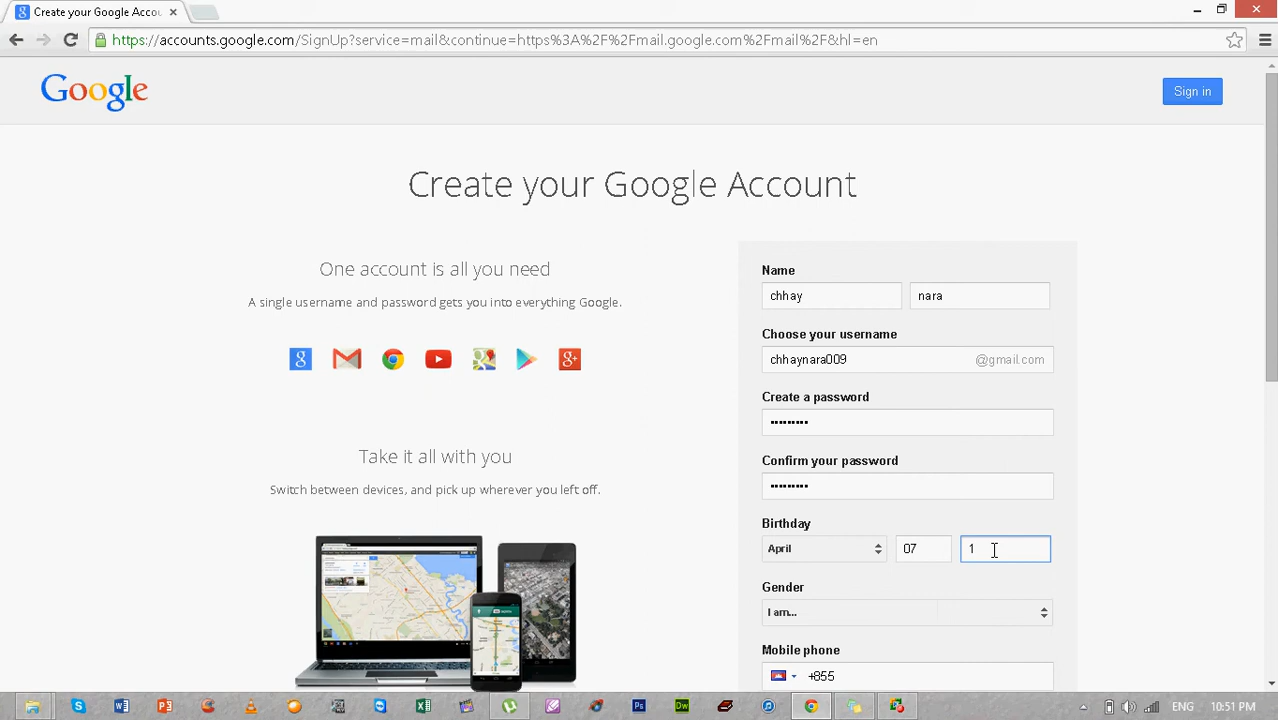 Create your Google Accou
https://accounts.google.com/SignUp?service=mail&continue=https%3A%2F%2Fmail.google.com%2Fmail%2F&hl=en
Google
Sign in
Create your Google Account
One account is all you need
A single username and password gets you into everything Google.
Take it all with you
Switch between devices, and pick up wherever you left off.
Name
chhay nara
Choose your username
chhaynara009 @gmail.com
Create a password
Confirm your password
Birthday
April 07 1
Gender
I am...
Mobile phone
+855
ENG 10:51 PM